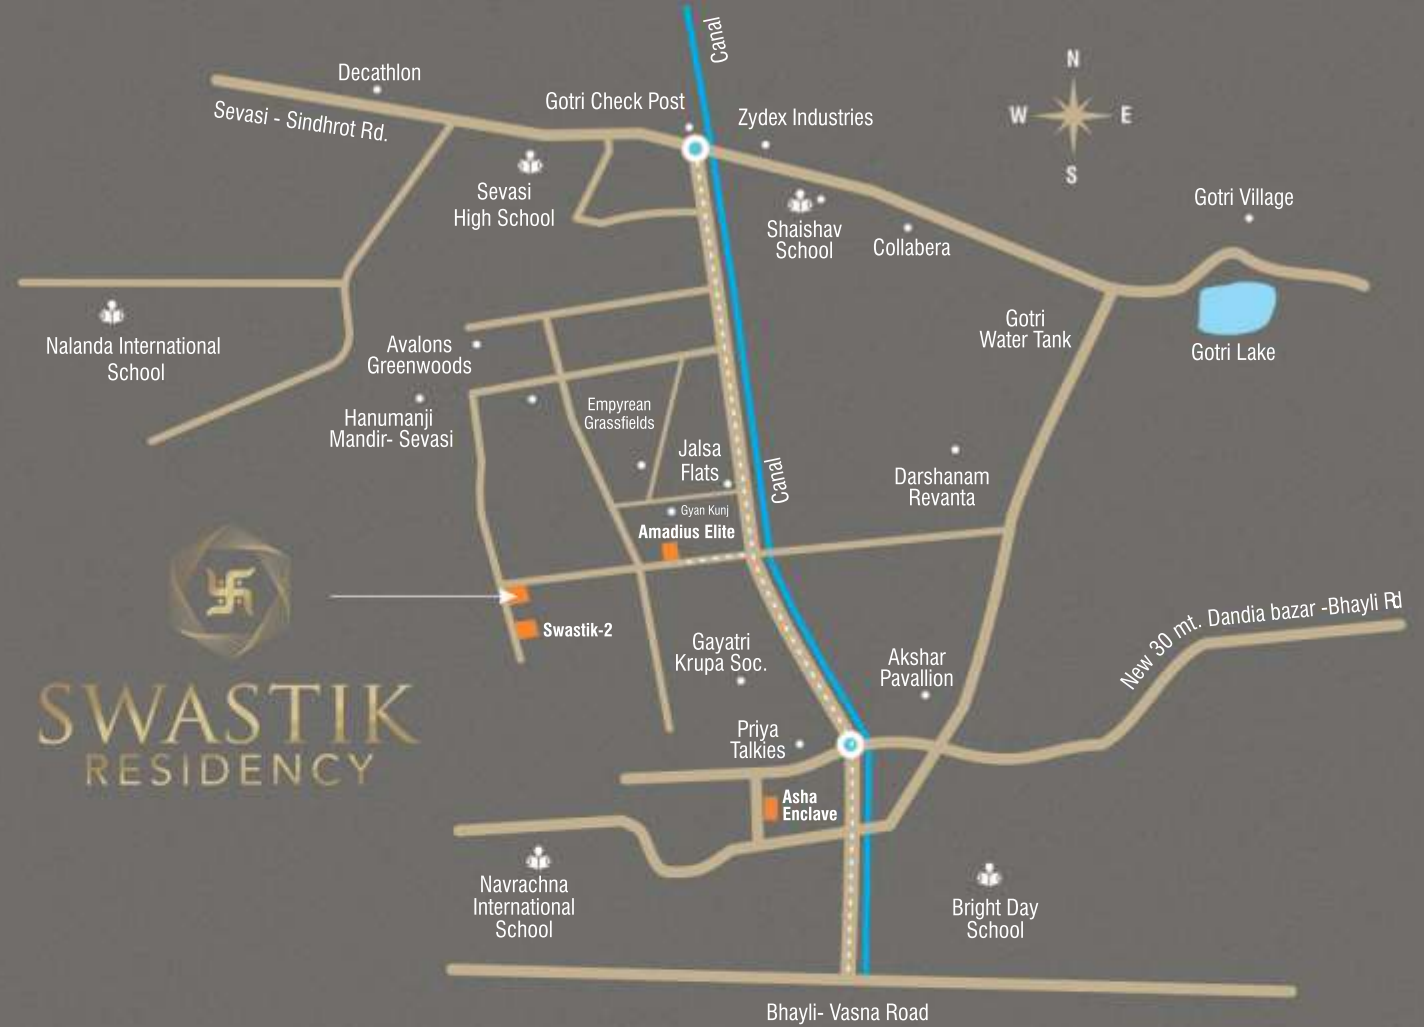 Canal
Decathlon
Sevasi - Sindhrot Rd.
Gotri Check Post
Zydex Industries
N
W
E
S
Sevasi
High School
Shaishav
School
Collabera
Gotri Village
Nalanda International
School
Avalons
Greenwoods
Gotri
Water Tank
Gotri Lake
Hanumanji
Mandir- Sevasi
Empyrean
Grassfields
Jalsa
Flats
Canal
Darshanam
Revanta
Gyan Kunj
Amadius Elite
Swastik-2
SWASTIK
RESIDENCY
Gayatri
Krupa Soc.
Akshar
Pavallion
New 30 mt. Dandia bazar -Bhayli Rd
Priya
Talkies
Asha
Enclave
Navrachna
International
School
Bright Day
School
Bhayli- Vasna Road